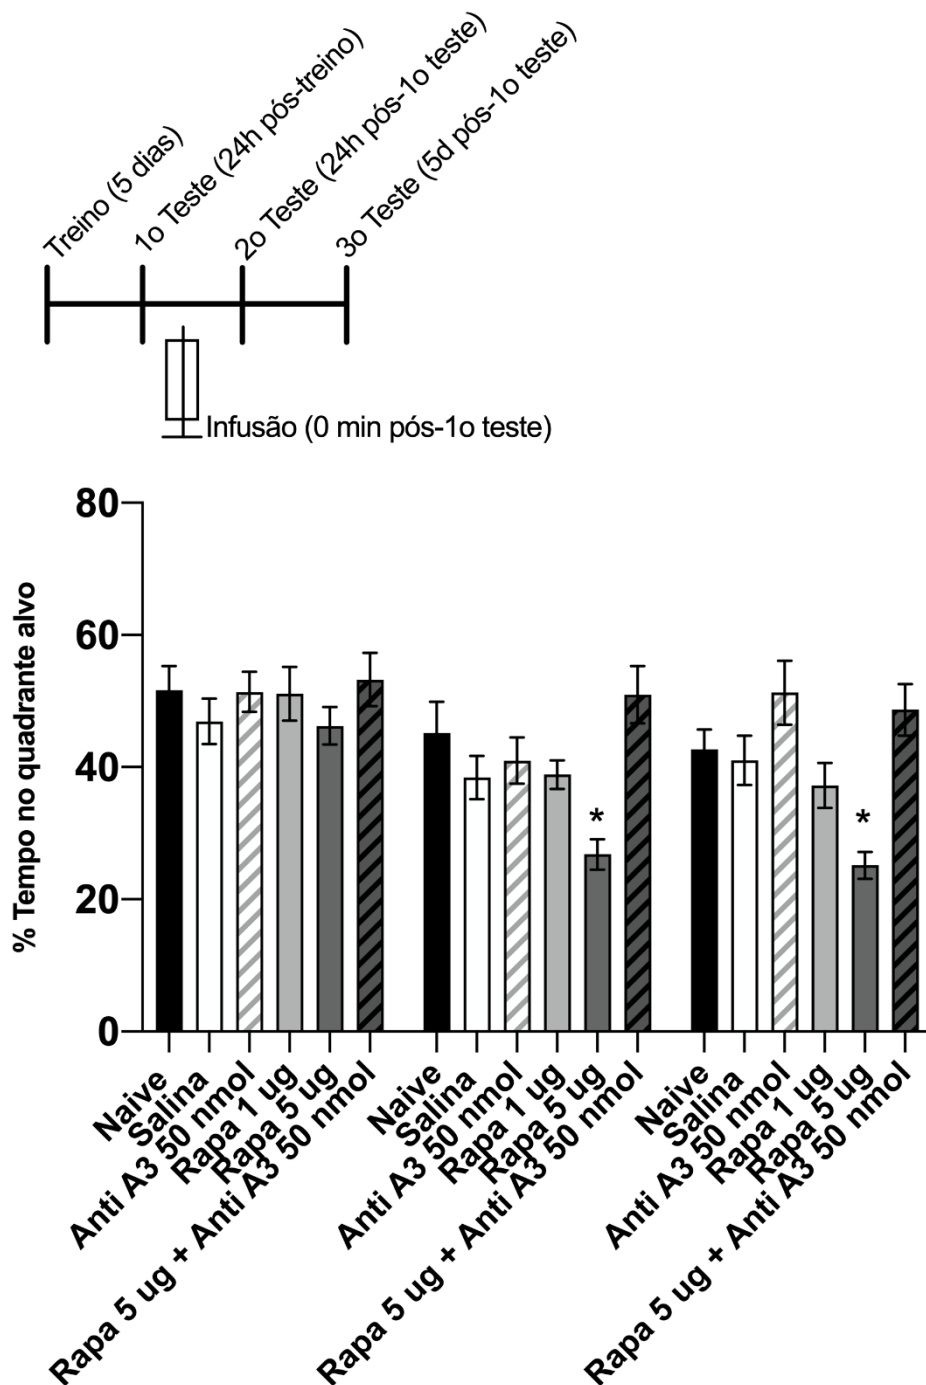 Treino (5 dias)
1o Teste (24h pós-treino)
2o Teste (24h pós-1o teste)
3o Teste (5d pós-1o teste)
Infusão (0 min pós-1o teste)
% Tempo no quadrante alvo
80
60
40
20
0
*
*
Naive
Salina
Anti A3 50 nmol
Rapa 1 ug
Rapa 5 ug
Rapa 5 ug + Anti A3 50 nmol
Naive
Salina
Anti A3 50 nmol
Rapa 1 ug
Rapa 5 ug
Rapa 5 ug + Anti A3 50 nmol
Naive
Salina
Anti A3 50 nmol
Rapa 1 ug
Rapa 5 ug
Rapa 5 ug + Anti A3 50 nmol